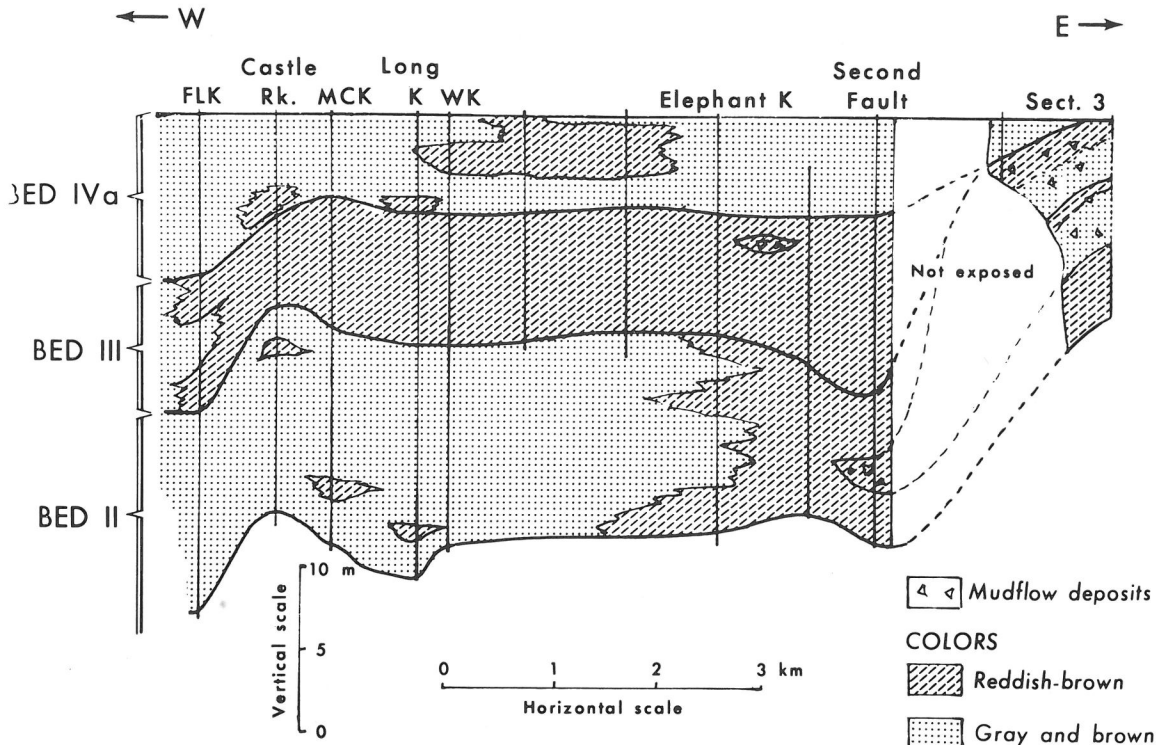 W
E
Castle Long Second
FLK Rk. MCK K WK Elephant K Fault Sect. 3
BED IVa
Not exposed
BED III
BED II
10 m
5
0
Vertical scale
0 1 2 3 km
Horizontal scale
Mudflow deposits
COLORS
Reddish-brown
Gray and brown